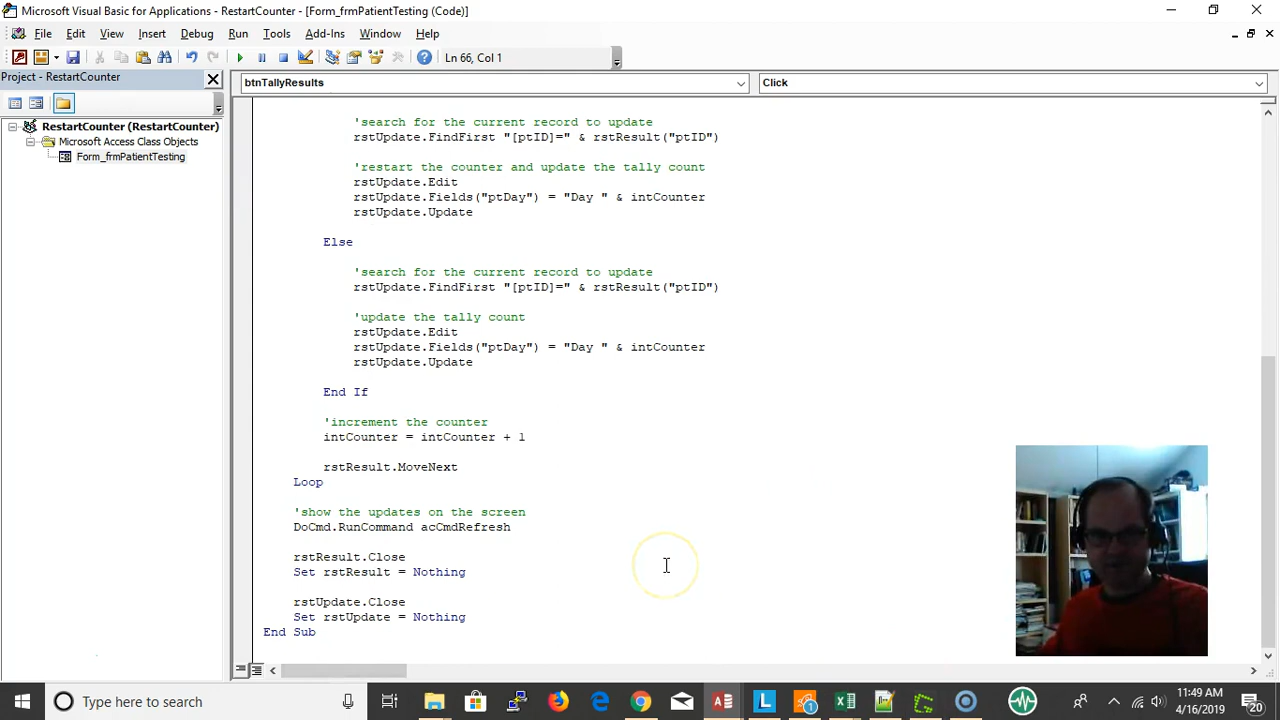 Microsoft Visual Basic for Applications - RestartCounter - [Form_frmPatientTesting (Code)]
File Edit View Insert Format Debug Run Tools Add-Ins Window Help
Ln 66, Col 1
Project - RestartCounter
btnTallyResults
Click
RestartCounter (RestartCounter)
Microsoft Access Class Objects
Form_frmPatientTesting
'search for the current record to update
rstUpdate.FindFirst "[ptID]=" & rstResult("ptID")
'restart the counter and update the tally count
rstUpdate.Edit
rstUpdate.Fields("ptDay") = "Day " & intCounter
rstUpdate.Update
Else
'search for the current record to update
rstUpdate.FindFirst "[ptID]=" & rstResult("ptID")
'update the tally count
rstUpdate.Edit
rstUpdate.Fields("ptDay") = "Day " & intCounter
rstUpdate.Update
End If
'increment the counter
intCounter = intCounter + 1
rstResult.MoveNext
Loop
'show the updates on the screen
DoCmd.RunCommand acCmdRefresh
rstResult.Close
Set rstResult = Nothing
rstUpdate.Close
Set rstUpdate = Nothing
End Sub
Type here to search
11:49 AM
4/16/2019
20